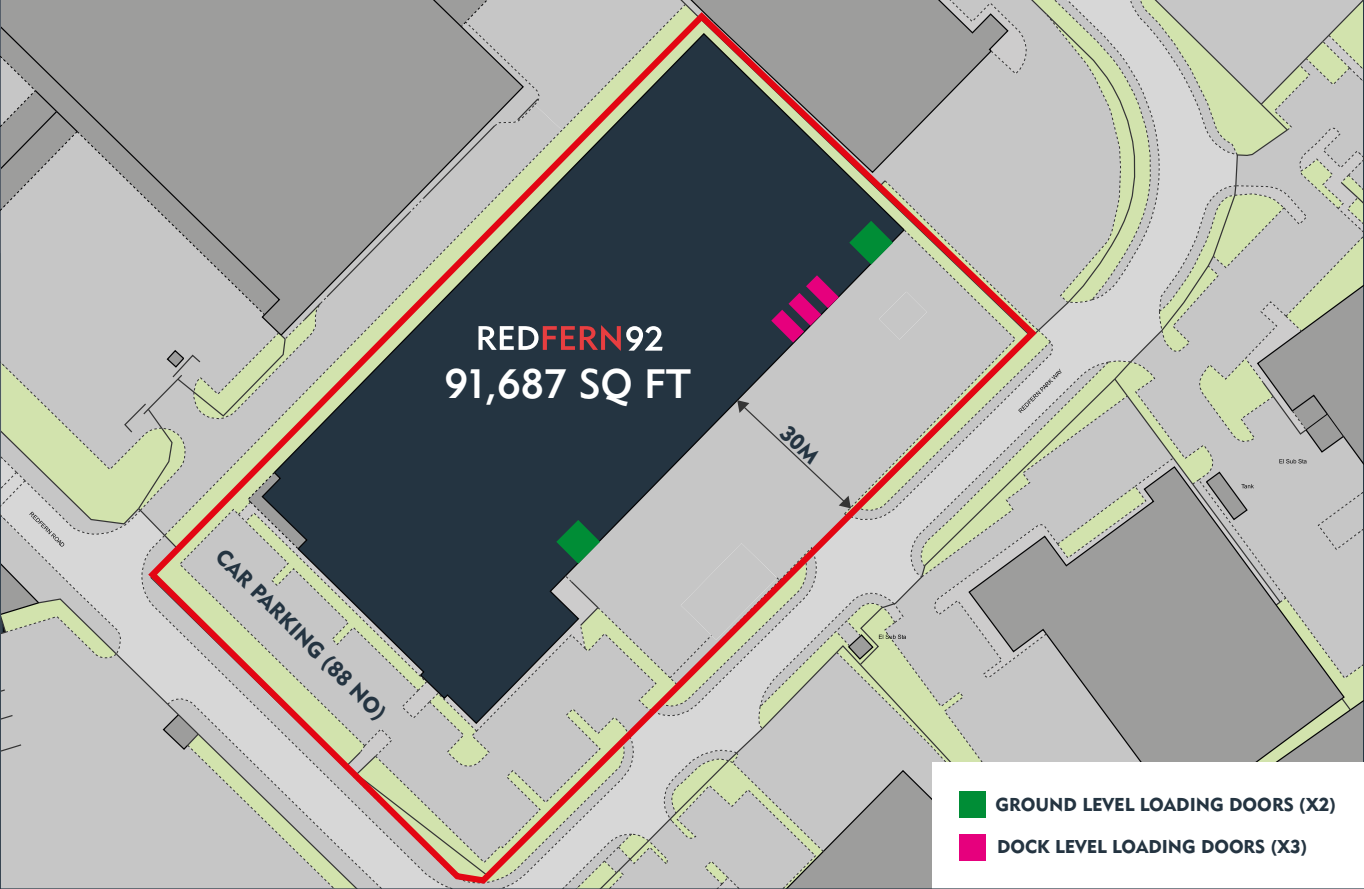 REDFERN92
91,687 SQ FT
30M
CAR PARKING (88 NO)
REDFERN ROAD
REDFERN PARK WAY
El Sub Sta
Tank
El Sub Sta
GROUND LEVEL LOADING DOORS (X2)
DOCK LEVEL LOADING DOORS (X3)